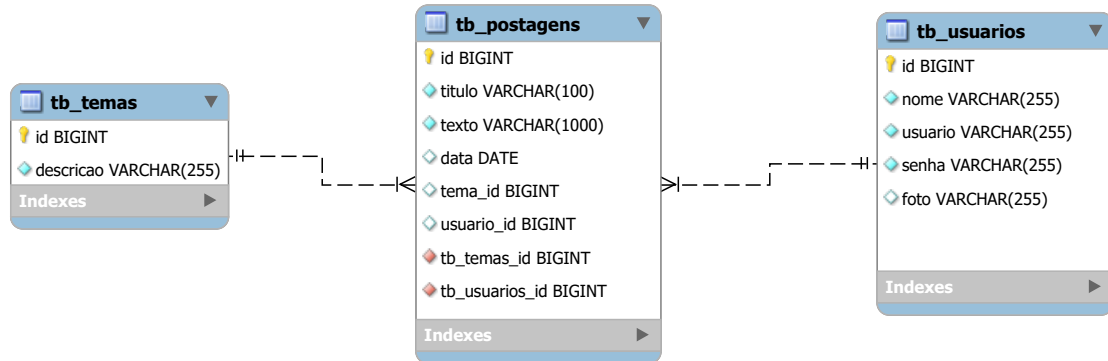 tb_temas
id BIGINT
descricao VARCHAR(255)
Indexes
tb_postagens
id BIGINT
titulo VARCHAR(100)
texto VARCHAR(1000)
data DATE
tema_id BIGINT
usuario_id BIGINT
tb_temas_id BIGINT
tb_usuarios_id BIGINT
Indexes
tb_usuarios
id BIGINT
nome VARCHAR(255)
usuario VARCHAR(255)
senha VARCHAR(255)
foto VARCHAR(255)
Indexes